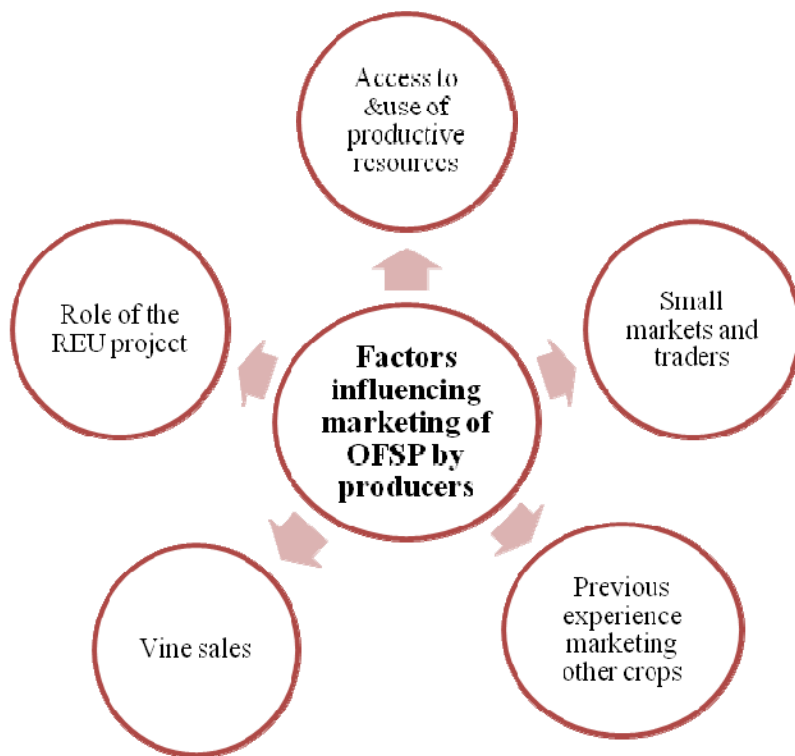 Access to
&use of
productive
resources
Role of the
REU project
Small
markets and
traders
Factors
influencing
marketing of
OFSP by
producers
Vine sales
Previous
experience
marketing
other crops